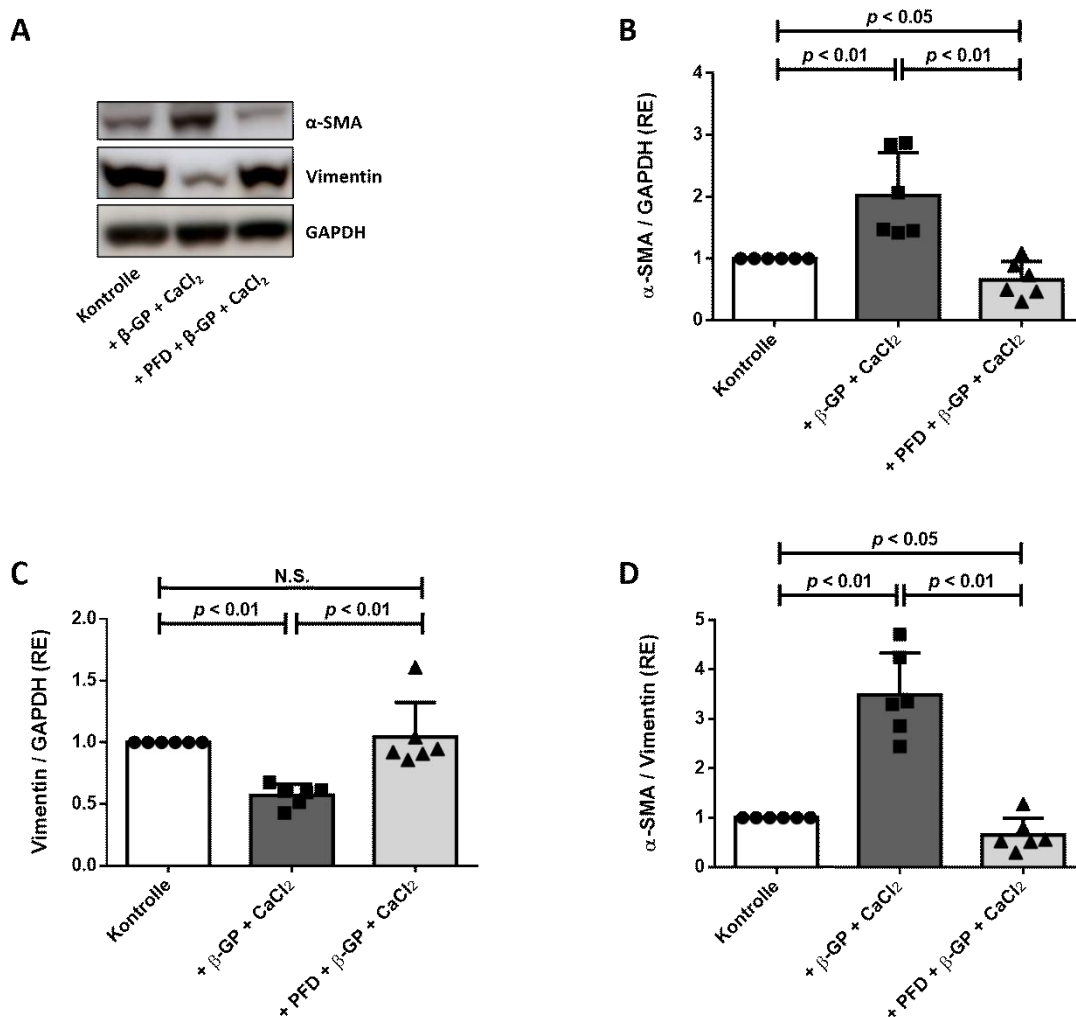 A
α-SMA
Vimentin
GAPDH
Kontrolle
+ β-GP + CaCl₂
+ PFD + β-GP + CaCl₂
B
p < 0.05
p < 0.01
p < 0.01
α-SMA / GAPDH (RE)
4
3
2
1
0
Kontrolle
+ β-GP + CaCl₂
+ PFD + β-GP + CaCl₂
C
N.S.
p < 0.01
p < 0.01
Vimentin / GAPDH (RE)
2.0
1.5
1.0
0.5
0.0
Kontrolle
+ β-GP + CaCl₂
+ PFD + β-GP + CaCl₂
D
p < 0.05
p < 0.01
p < 0.01
α-SMA / Vimentin (RE)
5
4
3
2
1
0
Kontrolle
+ β-GP + CaCl₂
+ PFD + β-GP + CaCl₂